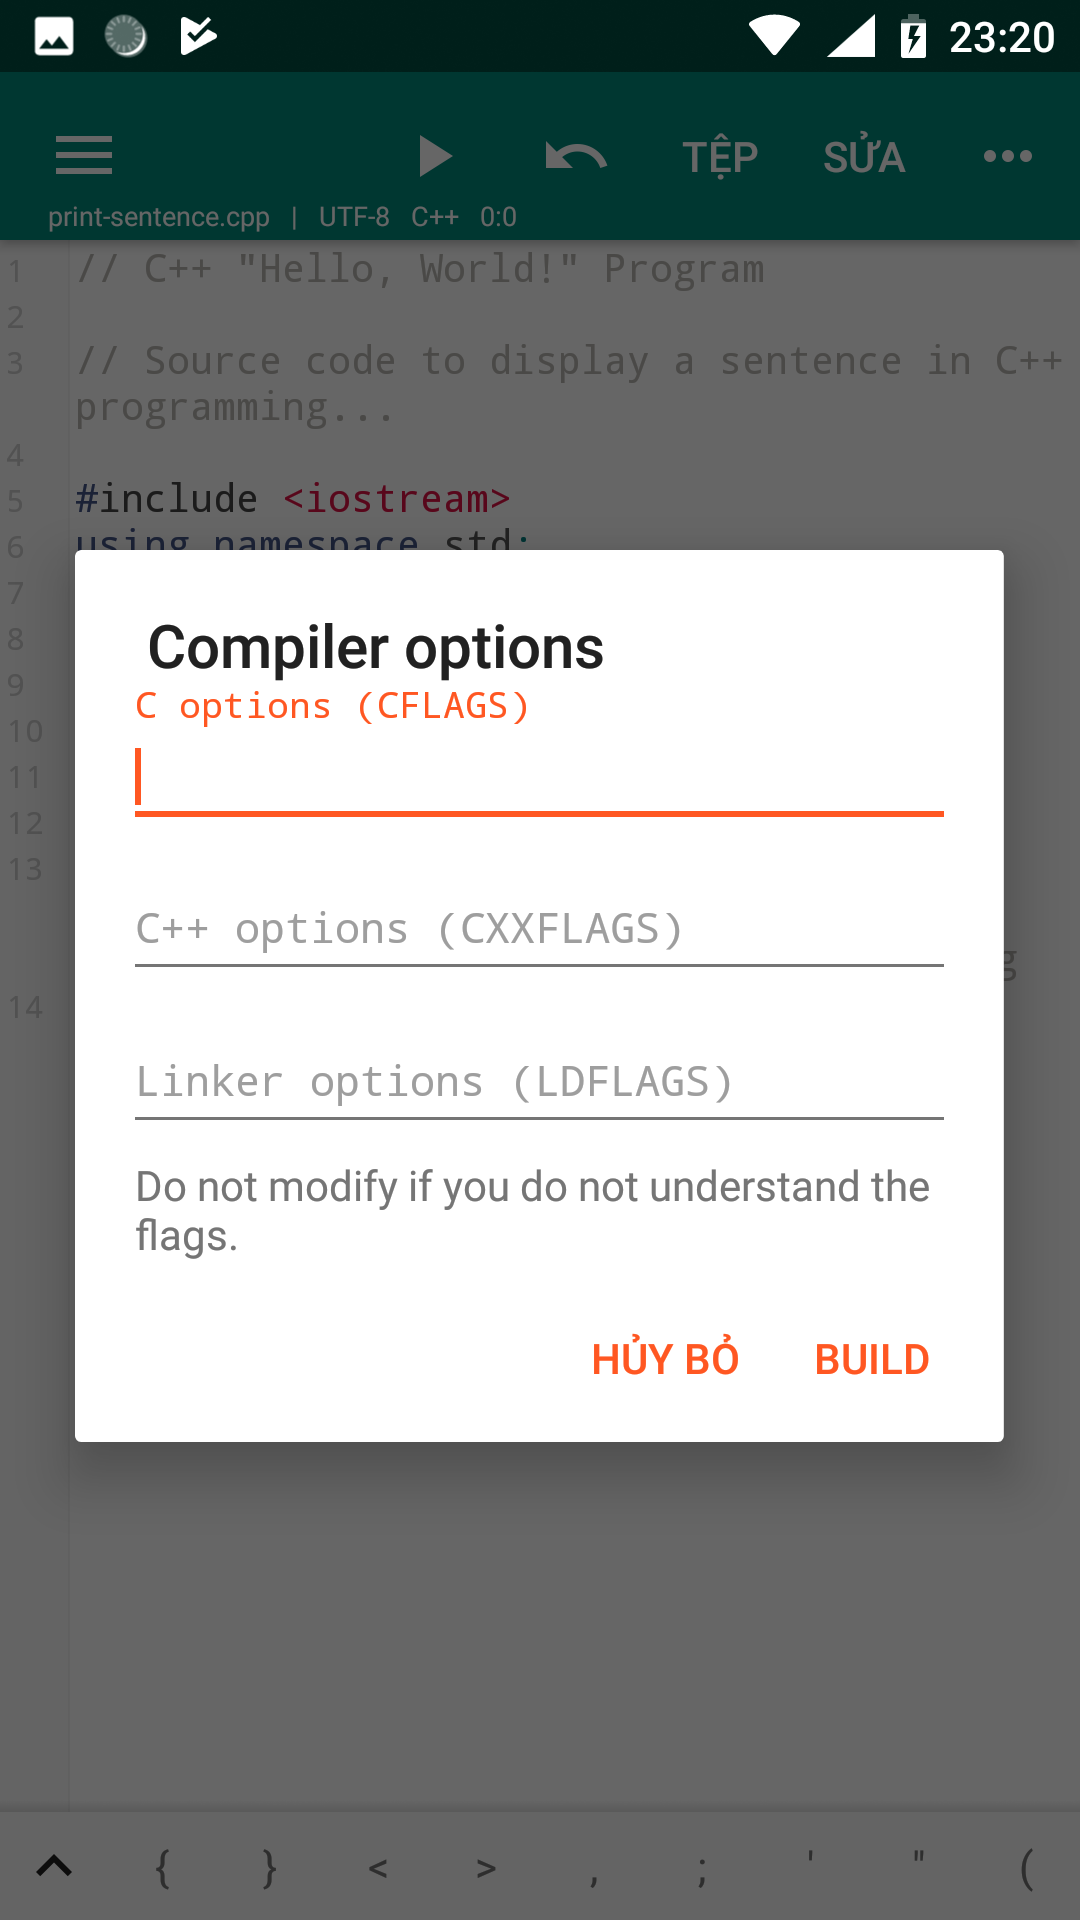 23:20
TỆP SỬA
print-sentence.cpp | UTF-8 C++ 0:0
1 // C++ "Hello, World!" Program
2
3 // Source code to display a sentence in C++
programming...
4
5 #include <iostream>
6 using namespace std;
7
8
9
10
11
12
13
g
14
Compiler options
C options (CFLAGS)
C++ options (CXXFLAGS)
Linker options (LDFLAGS)
Do not modify if you do not understand the
flags.
HỦY BỎ BUILD
{ } < > , ; ' " (